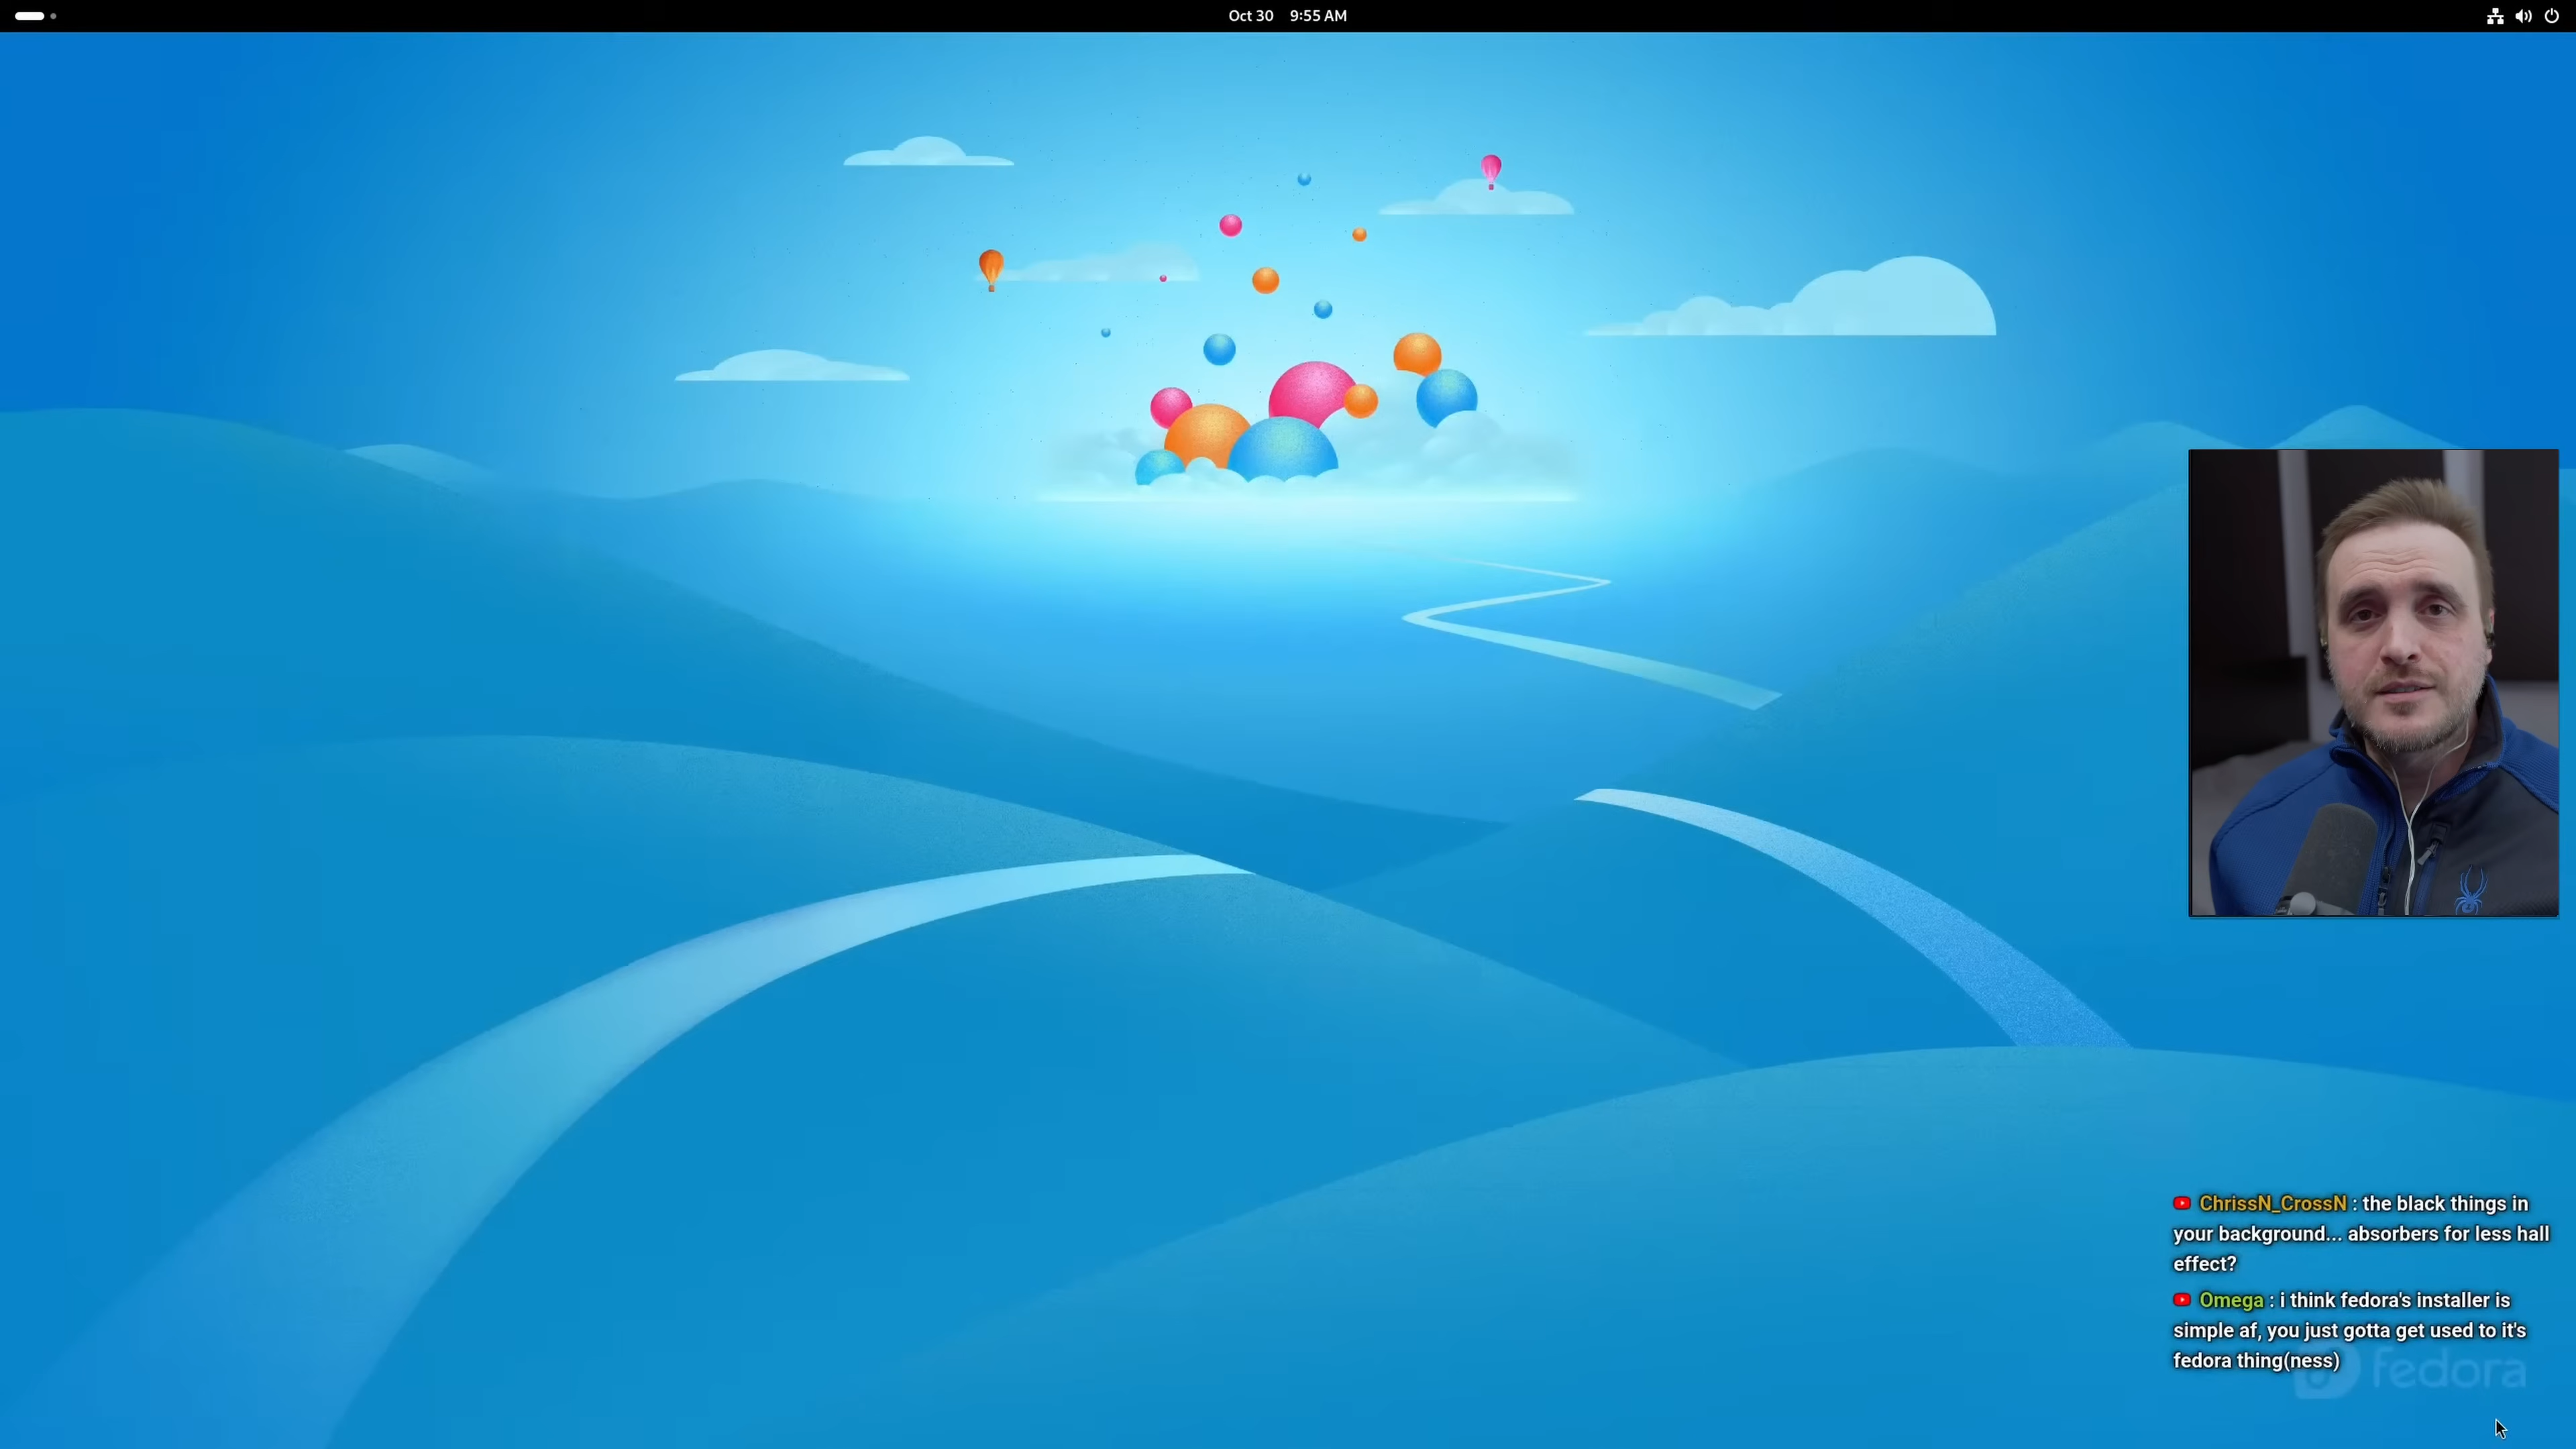 Oct 30 9:55 AM
ChrissN_CrossN : the black things in
your background... absorbers for less hall
effect?
Omega : i think fedora's installer is
simple af, you just gotta get used to it's
fedora thing(ness)
fedora